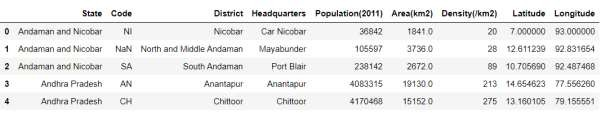 State Code District Headquarters Population(2011) Area(km2) Density(/km2) Latitude Longitude
0 Andaman and Nicobar NI Nicobar Car Nicobar 36842 1841.0 20 7.000000 93.000000
1 Andaman and Nicobar NaN North and Middle Andaman Mayabunder 105597 3736.0 28 12.611239 92.831654
2 Andaman and Nicobar SA South Andaman Port Blair 238142 2672.0 89 10.705690 92.487468
3 Andhra Pradesh AN Anantapur Anantapur 4083315 19130.0 213 14.654623 77.556260
4 Andhra Pradesh CH Chittoor Chittoor 4170468 15152.0 275 13.160105 79.155551